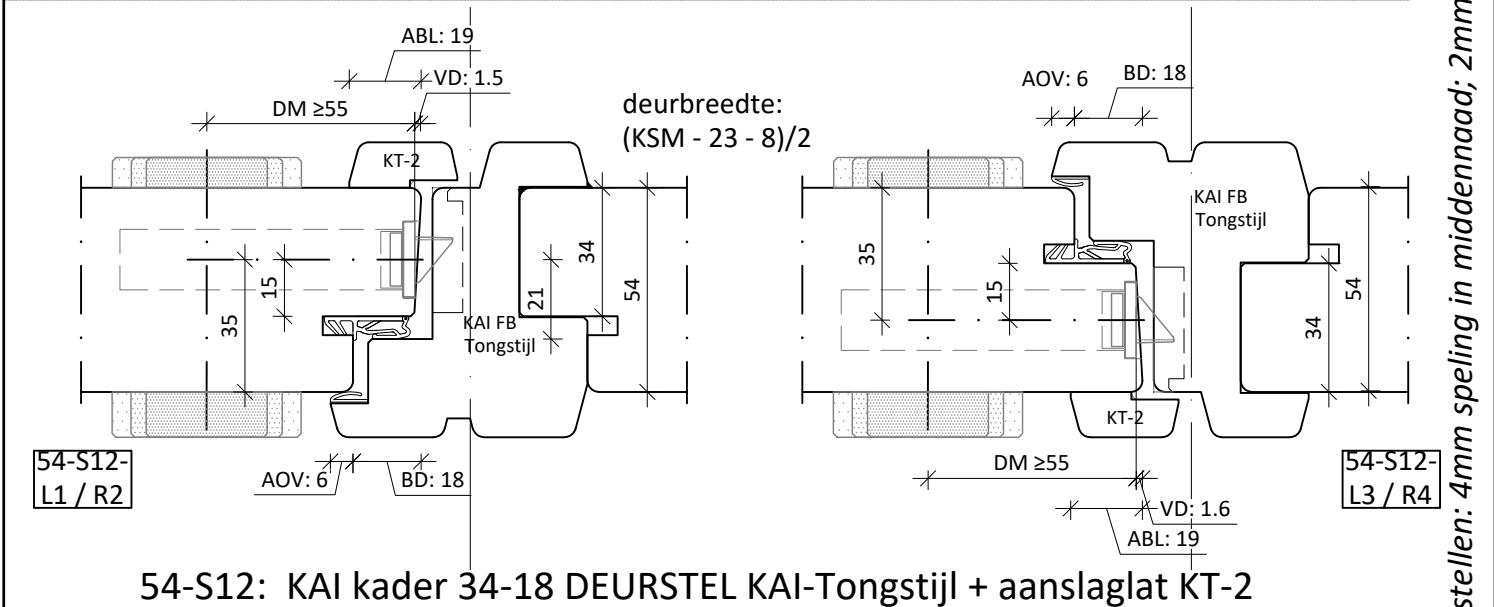 ABL: 19
VD: 1.5
DM ≥55
KT-2
deurbreedte:
(KSM - 23 - 8)/2
35
15
21
34
54
KAI FB
Tongstijl
AOV: 6
BD: 18
54-S12-
L1 / R2
AOV: 6
BD: 18
KAI FB
Tongstijl
35
15
34
54
KT-2
DM ≥55
VD: 1.6
ABL: 19
54-S12-
L3 / R4
54-S12: KAI kader 34-18 DEURSTEL KAI-Tongstijl + aanslaglat KT-2
stellen: 4mm speling in middennaad; 2mm